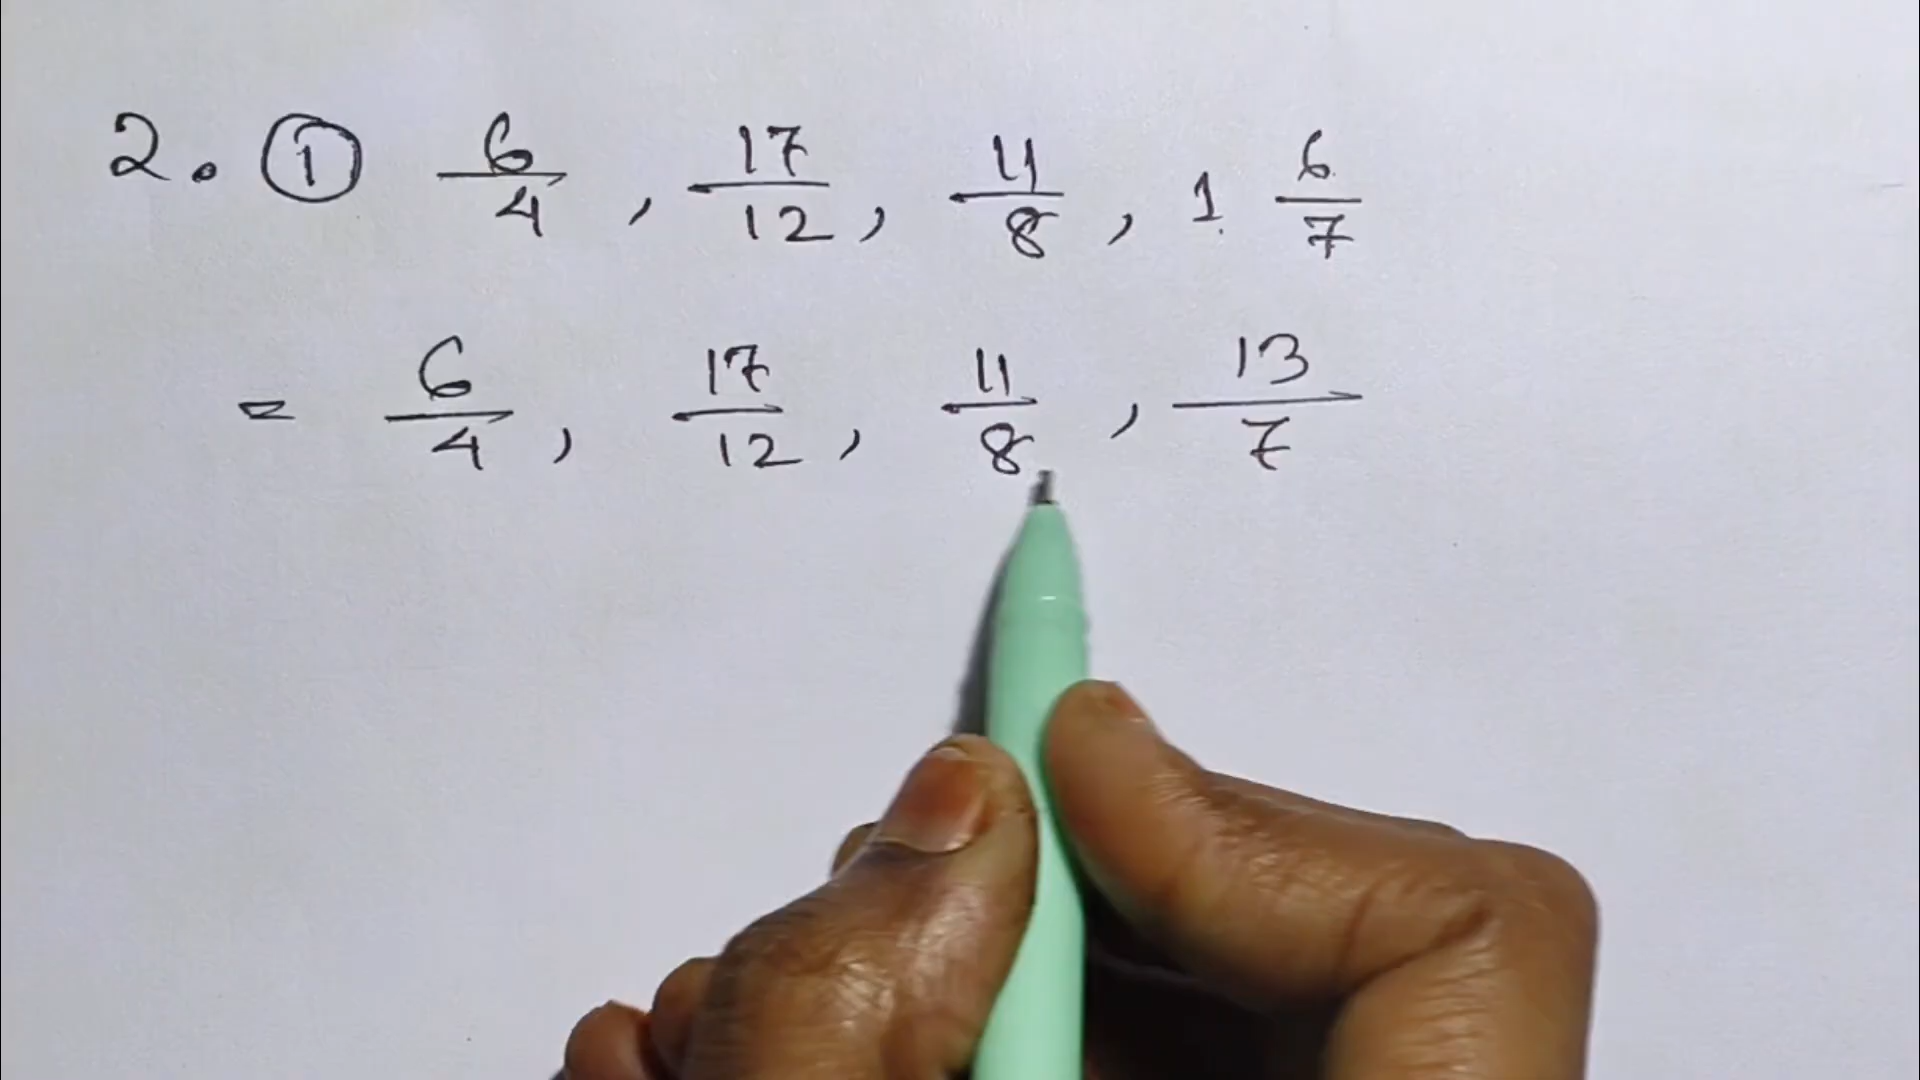 2. ① 6/4, 17/12, 11/8, 1 6/7
= 6/4, 17/12, 11/8, 13/7